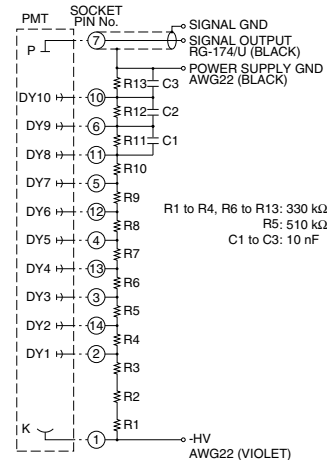 PMT
SOCKET
PIN No.
SIGNAL GND
P
7
SIGNAL OUTPUT
RG-174/U (BLACK)
POWER SUPPLY GND
AWG22 (BLACK)
R13
C3
DY10
10
R12
C2
DY9
6
R11
C1
DY8
11
R10
DY7
5
R9
DY6
12
R8
DY5
4
R7
DY4
13
R6
DY3
3
R5
DY2
14
R4
DY1
2
R3
R2
R1
K
1
-HV
AWG22 (VIOLET)
R1 to R4, R6 to R13: 330 kΩ
R5: 510 kΩ
C1 to C3: 10 nF